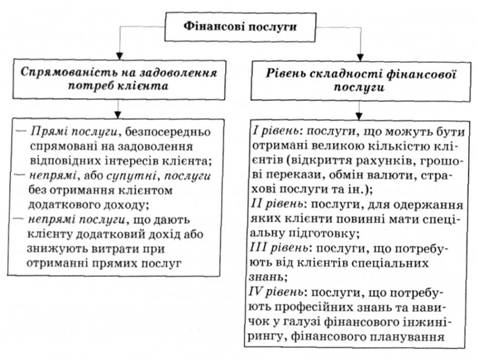 Фінансові послуги
Спрямованість на задоволення
потреб клієнта
— Прямі послуги, безпосередньо
спрямовані на задоволення
відповідних інтересів клієнта;
— непрямі, або супутні, послуги
без отримання клієнтом
додаткового доходу;
— непрямі послуги, що дають
клієнту додатковий дохід або
знижують витрати при
отриманні прямих послуг
Рівень складності фінансової
послуги
І рівень: послуги, що можуть бути
отримані великою кількістю клі-
єнтів (відкриття рахунків, грошо-
ві перекази, обмін валюти, стра-
хові послуги та ін.);
ІІ рівень: послуги, для одержання
яких клієнти повинні мати спеці-
альну підготовку;
ІІІ рівень: послуги, що потребу-
ють від клієнтів спеціальних
знань;
IV рівень: послуги, що потребу-
ють професійних знань та нави-
чок у галузі фінансового інжині-
рингу, фінансового планування